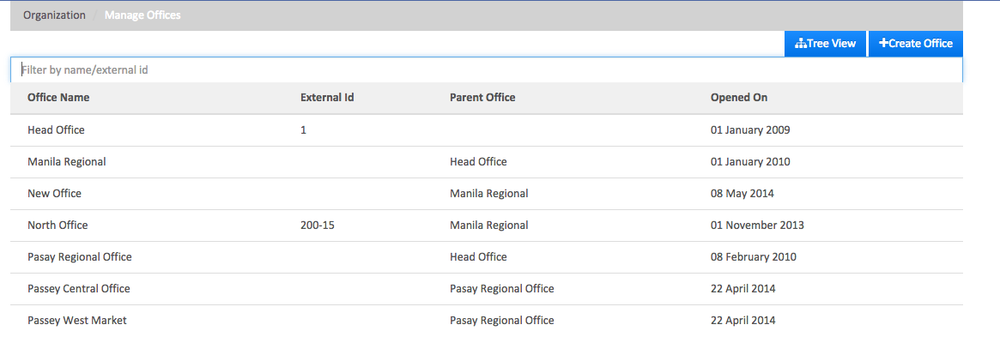 Organization / Manage Offices
Tree View +Create Office
Filter by name/external id
Office Name External Id Parent Office Opened On
Head Office 1 01 January 2009
Manila Regional Head Office 01 January 2010
New Office Manila Regional 08 May 2014
North Office 200-15 Manila Regional 01 November 2013
Pasay Regional Office Head Office 08 February 2010
Passey Central Office Pasay Regional Office 22 April 2014
Passey West Market Pasay Regional Office 22 April 2014